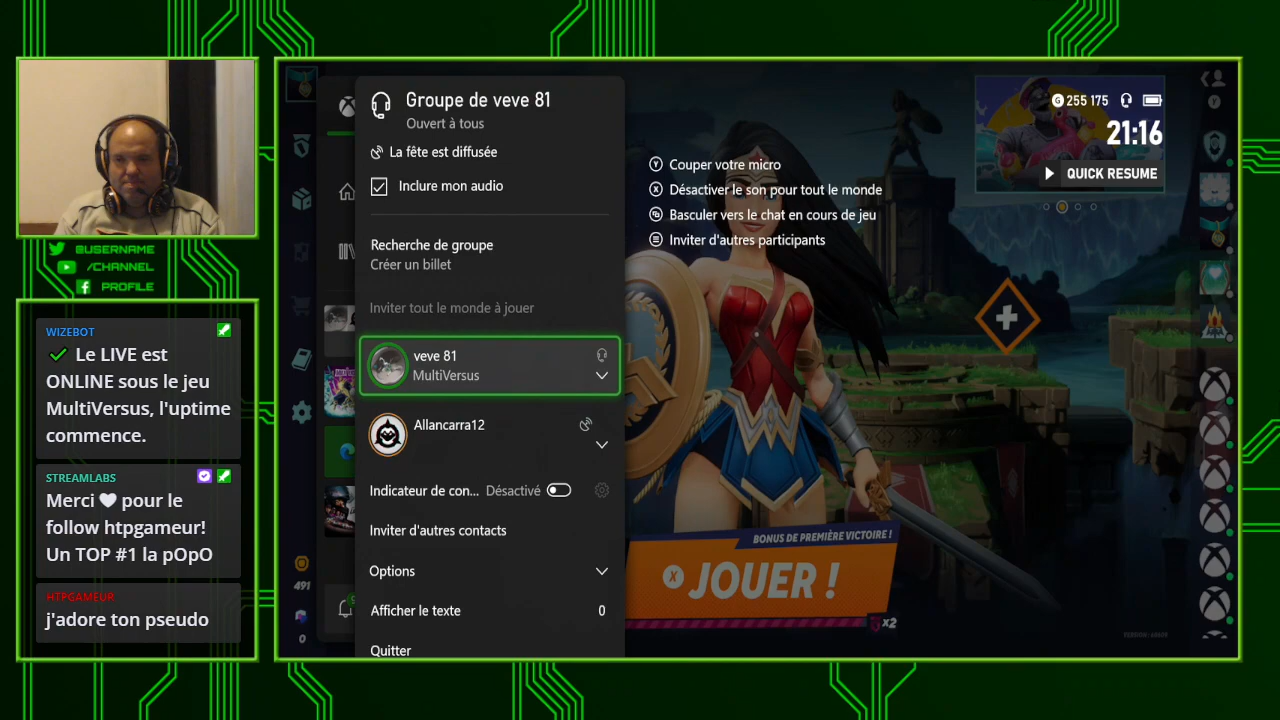 @USERNAME
/CHANNEL
PROFILE
WIZEBOT
Le LIVE est
ONLINE sous le jeu
MultiVersus, l'uptime
commence.
STREAMLABS
Merci pour le
follow htpgameur!
Un TOP #1 la pOpO
HTPGAMEUR
j'adore ton pseudo
Groupe de veve 81
Ouvert à tous
La fête est diffusée
Inclure mon audio
Recherche de groupe
Créer un billet
Inviter tout le monde à jouer
veve 81
MultiVersus
Allancarra12
Indicateur de con... Désactivé
Inviter d'autres contacts
Options
Afficher le texte 0
Quitter
491
0
Y Couper votre micro
X Désactiver le son pour tout le monde
Basculer vers le chat en cours de jeu
Inviter d'autres participants
G 255 175
21:16
QUICK RESUME
Y
BONUS DE PREMIÈRE VICTOIRE !
X JOUER !
x2